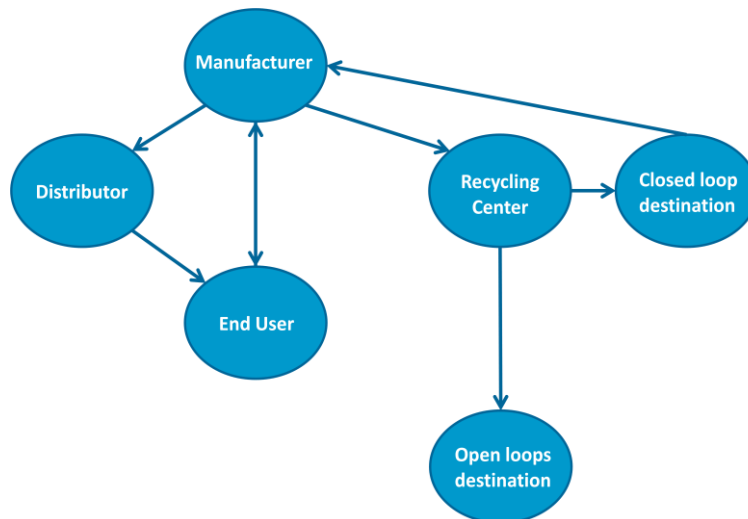 Manufacturer
Distributor
Recycling
Center
Closed loop
destination
End User
Open loops
destination